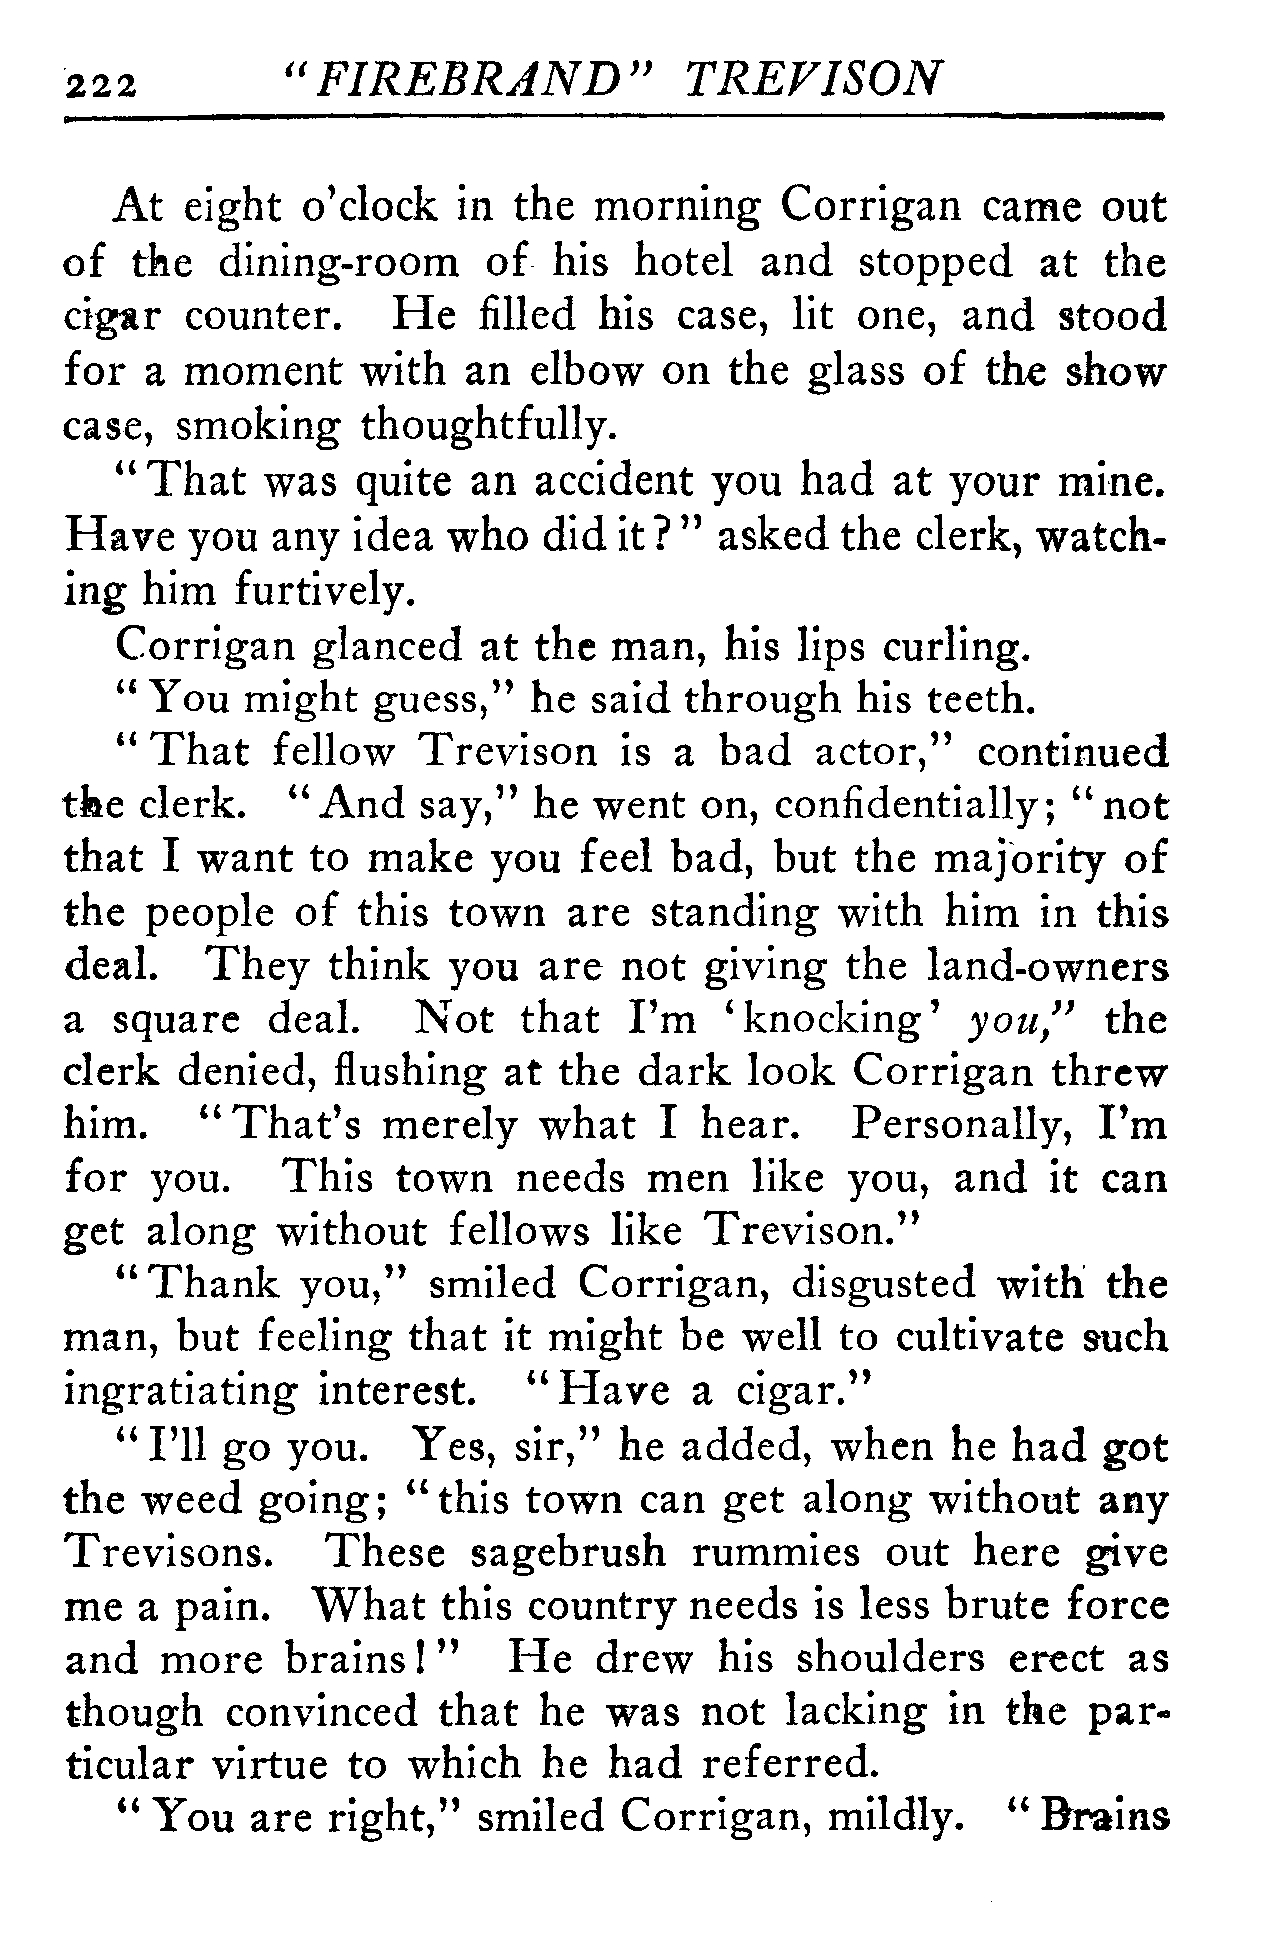 222 "FIREBRAND" TREVISON
At eight o'clock in the morning Corrigan came out
of the dining-room of his hotel and stopped at the
cigar counter. He filled his case, lit one, and stood
for a moment with an elbow on the glass of the show
case, smoking thoughtfully.
"That was quite an accident you had at your mine.
Have you any idea who did it?" asked the clerk, watch-
ing him furtively.
Corrigan glanced at the man, his lips curling.
"You might guess," he said through his teeth.
"That fellow Trevison is a bad actor," continued
the clerk. "And say," he went on, confidentially; "not
that I want to make you feel bad, but the majority of
the people of this town are standing with him in this
deal. They think you are not giving the land-owners
a square deal. Not that I'm 'knocking' you," the
clerk denied, flushing at the dark look Corrigan threw
him. "That's merely what I hear. Personally, I'm
for you. This town needs men like you, and it can
get along without fellows like Trevison."
"Thank you," smiled Corrigan, disgusted with the
man, but feeling that it might be well to cultivate such
ingratiating interest. "Have a cigar."
"I'll go you. Yes, sir," he added, when he had got
the weed going; "this town can get along without any
Trevisons. These sagebrush rummies out here give
me a pain. What this country needs is less brute force
and more brains!" He drew his shoulders erect as
though convinced that he was not lacking in the par-
ticular virtue to which he had referred.
"You are right," smiled Corrigan, mildly. "Brains